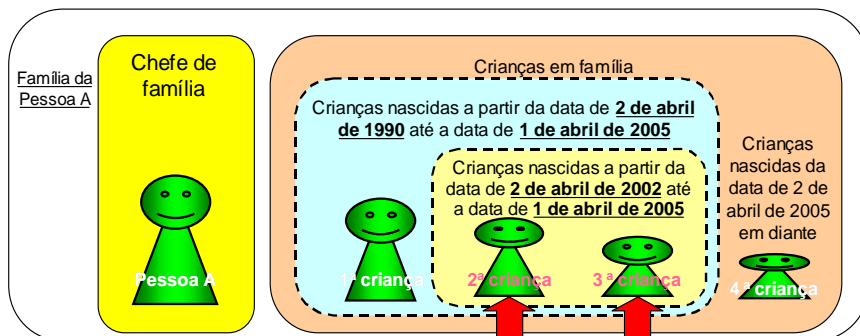 Família da
Pessoa A
Chefe de
família
Pessoa A
Crianças em família
Crianças nascidas a partir da data de 2 de abril
de 1990 até a data de 1 de abril de 2005
Crianças nascidas a partir da
data de 2 de abril de 2002 até
a data de 1 de abril de 2005
1ª criança
2ª criança
3 ª criança
Crianças
nascidas da
data de 2 de
abril de 2005
em diante
4 ª criança